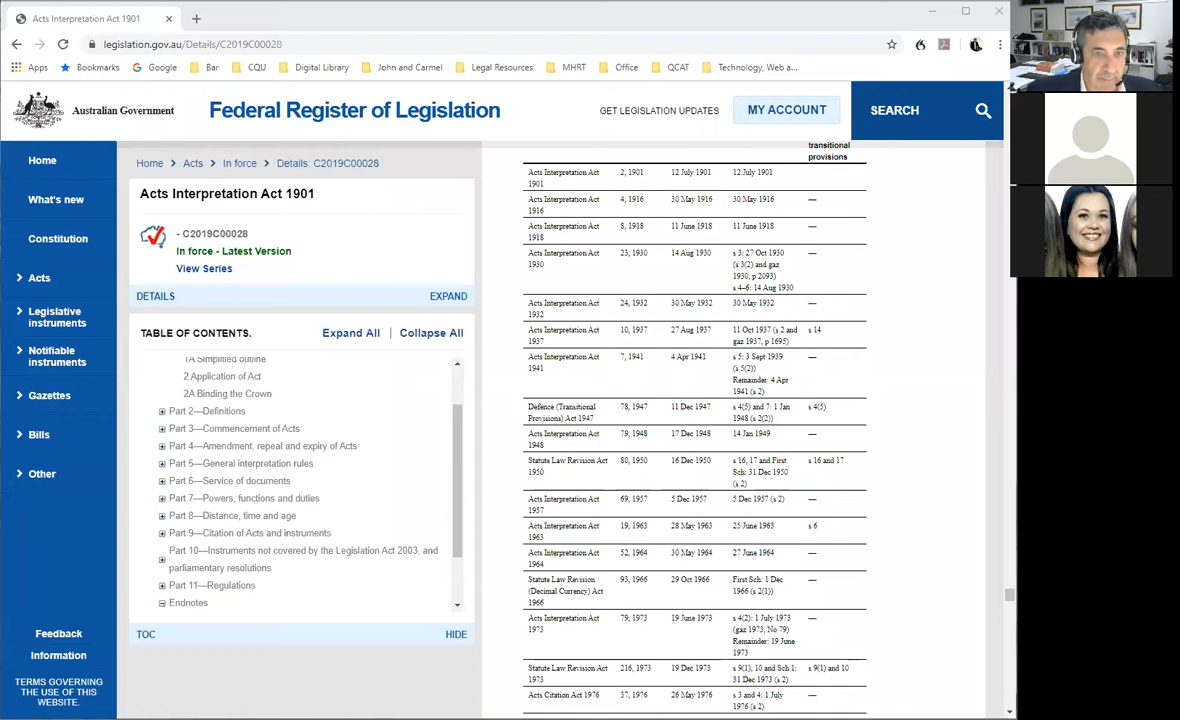 Acts Interpretation Act 1901
legislation.gov.au/Details/C2019C00028
Apps Bookmarks Google Bar CQU Digital Library John and Carmel Legal Resources MHRT Office QCAT Technology, Web a...
Australian Government
Federal Register of Legislation
GET LEGISLATION UPDATES
MY ACCOUNT
SEARCH
Home
What's new
Constitution
Acts
Legislative
instruments
Notifiable
instruments
Gazettes
Bills
Other
Feedback
Information
TERMS GOVERNING
THE USE OF THIS
WEBSITE.
Home > Acts > In force > Details: C2019C00028
Acts Interpretation Act 1901
- C2019C00028
In force - Latest Version
View Series
DETAILS EXPAND
TABLE OF CONTENTS. Expand All | Collapse All
1A Simplified outline
2 Application of Act
2A Binding the Crown
Part 2—Definitions
Part 3—Commencement of Acts
Part 4—Amendment, repeal and expiry of Acts
Part 5—General interpretation rules
Part 6—Service of documents
Part 7—Powers, functions and duties
Part 8—Distance, time and age
Part 9—Citation of Acts and instruments
Part 10—Instruments not covered by the Legislation Act 2003, and
parliamentary resolutions
Part 11—Regulations
Endnotes
TOC HIDE
transitional
provisions
Acts Interpretation Act 2, 1901 12 July 1901 12 July 1901
1901
Acts Interpretation Act 4, 1916 30 May 1916 30 May 1916 —
1916
Acts Interpretation Act 8, 1918 11 June 1918 11 June 1918 —
1918
Acts Interpretation Act 23, 1930 14 Aug 1930 s 3: 27 Oct 1930 —
1930 (s 3(2) and gaz
1930, p 2093)
s 4–6: 14 Aug 1930
Acts Interpretation Act 24, 1932 30 May 1932 30 May 1932 —
1932
Acts Interpretation Act 10, 1937 27 Aug 1937 11 Oct 1937 (s 2 and s 14
1937 gaz 1937, p 1695)
Acts Interpretation Act 7, 1941 4 Apr 1941 s 5: 3 Sept 1939 —
1941 (s 5(2))
Remainder: 4 Apr
1941 (s 2)
Defence (Transitional 78, 1947 11 Dec 1947 s 4(5) and 7: 1 Jan s 4(5)
Provisions) Act 1947 1948 (s 2(2))
Acts Interpretation Act 79, 1948 17 Dec 1948 14 Jan 1949 —
1948
Statute Law Revision Act 80, 1950 16 Dec 1950 s 16, 17 and First s 16 and 17
1950 Sch: 31 Dec 1950
(s 2)
Acts Interpretation Act 69, 1957 5 Dec 1957 5 Dec 1957 (s 2) —
1957
Acts Interpretation Act 19, 1963 28 May 1963 25 June 1963 s 6
1963
Acts Interpretation Act 52, 1964 30 May 1964 27 June 1964 —
1964
Statute Law Revision 93, 1966 29 Oct 1966 First Sch: 1 Dec —
(Decimal Currency) Act 1966 (s 2(1))
1966
Acts Interpretation Act 79, 1973 19 June 1973 s 4(2): 1 July 1973 —
1973 (gaz 1973, No 79)
Remainder: 19 June
1973
Statute Law Revision Act 216, 1973 19 Dec 1973 s 9(1), 10 and Sch 1: s 9(1) and 10
1973 31 Dec 1973 (s 2)
Acts Citation Act 1976 37, 1976 26 May 1976 s 3 and 4: 1 July —
1976 (s 2)